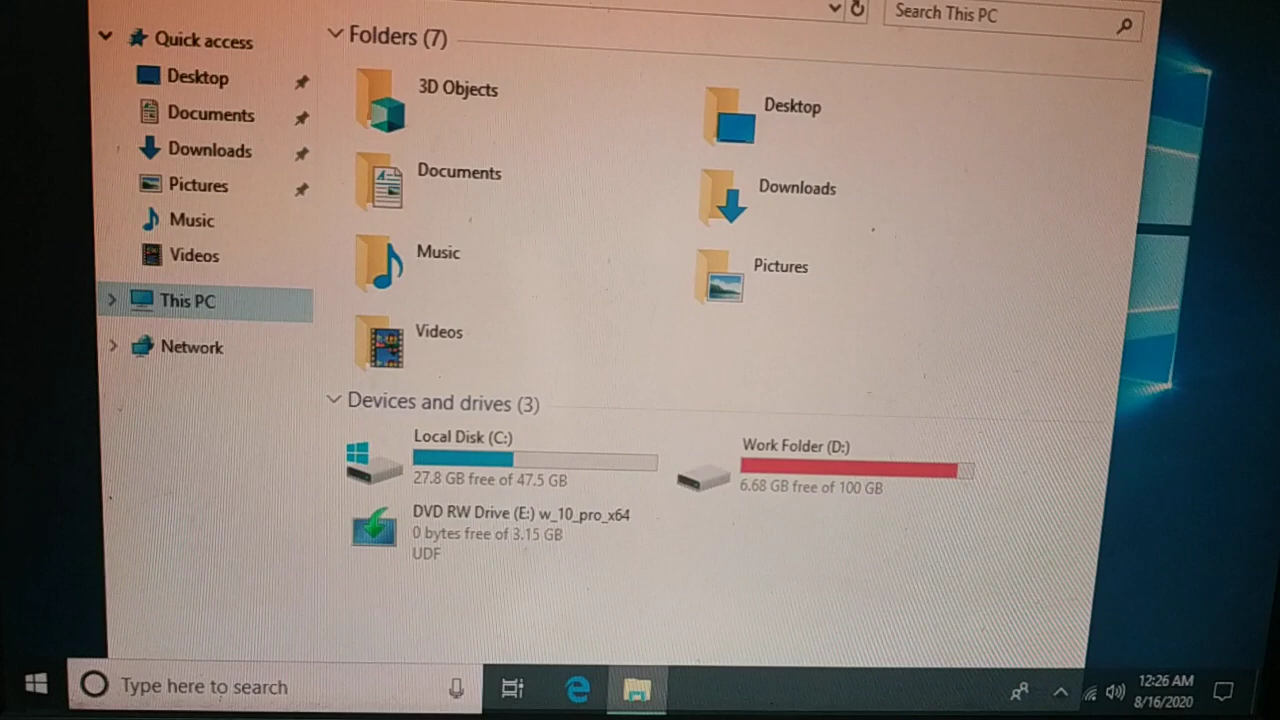 Search This PC
Quick access
Desktop
Documents
Downloads
Pictures
Music
Videos
This PC
Network
Folders (7)
3D Objects
Desktop
Documents
Downloads
Music
Pictures
Videos
Devices and drives (3)
Local Disk (C:)
27.8 GB free of 47.5 GB
Work Folder (D:)
6.68 GB free of 100 GB
DVD RW Drive (E:) w_10_pro_x64
0 bytes free of 3.15 GB
UDF
Type here to search
12:26 AM
8/16/2020